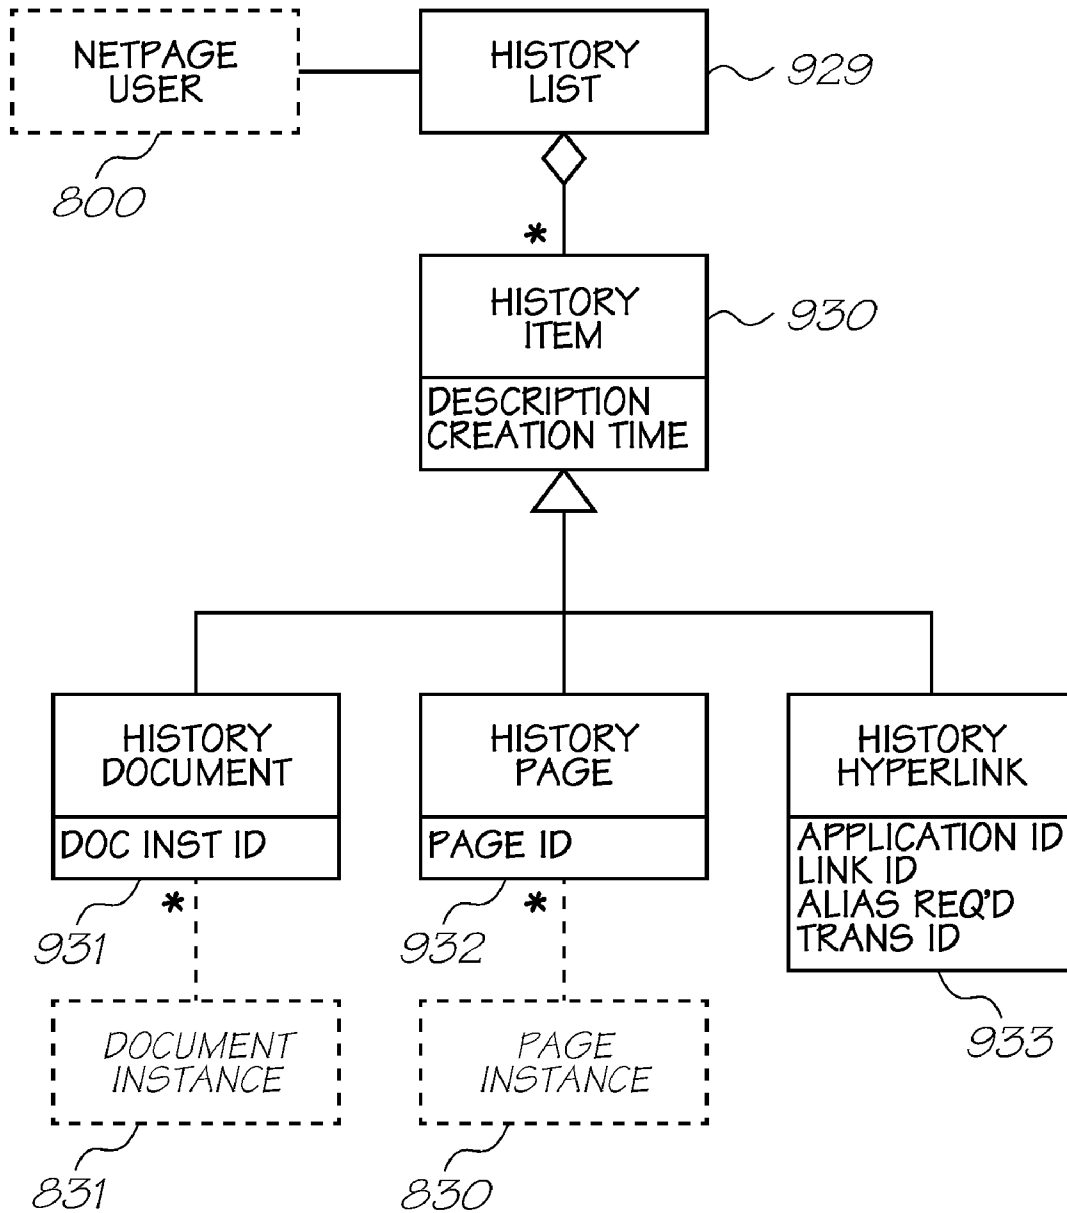 NETPAGE
USER
800
HISTORY
LIST
929
*
HISTORY
ITEM
930
DESCRIPTION
CREATION TIME
HISTORY
DOCUMENT
DOC INST ID
931
*
HISTORY
PAGE
PAGE ID
932
*
HISTORY
HYPERLINK
APPLICATION ID
LINK ID
ALIAS REQ'D
TRANS ID
933
DOCUMENT
INSTANCE
831
PAGE
INSTANCE
830